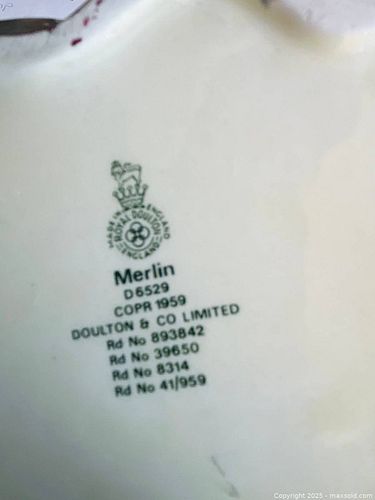 MADE IN ENGLAND
ROYAL DOULTON
ENGLAND
Merlin
D 6529
COPR 1959
DOULTON & CO LIMITED
Rd No 893842
Rd No 39650
Rd No 8314
Rd No 41/959
Copyright 2025 - maxsold.com